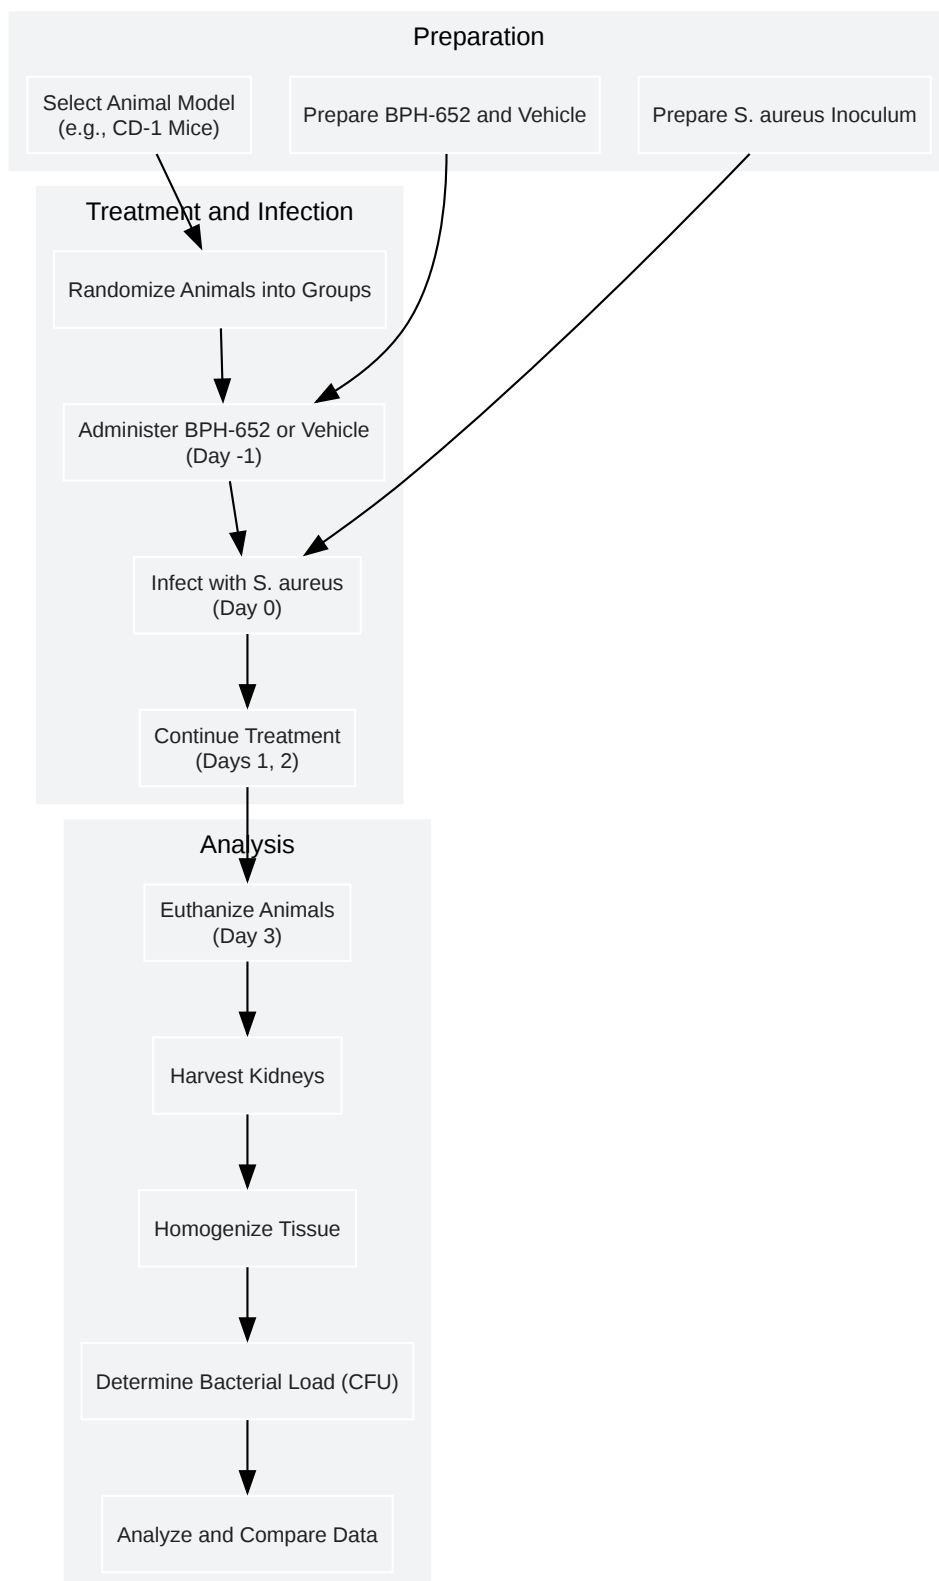 Preparation
Select Animal Model
(e.g., CD-1 Mice)
Prepare BPH-652 and Vehicle
Prepare S. aureus Inoculum
Treatment and Infection
Randomize Animals into Groups
Administer BPH-652 or Vehicle
(Day -1)
Infect with S. aureus
(Day 0)
Continue Treatment
(Days 1, 2)
Analysis
Euthanize Animals
(Day 3)
Harvest Kidneys
Homogenize Tissue
Determine Bacterial Load (CFU)
Analyze and Compare Data